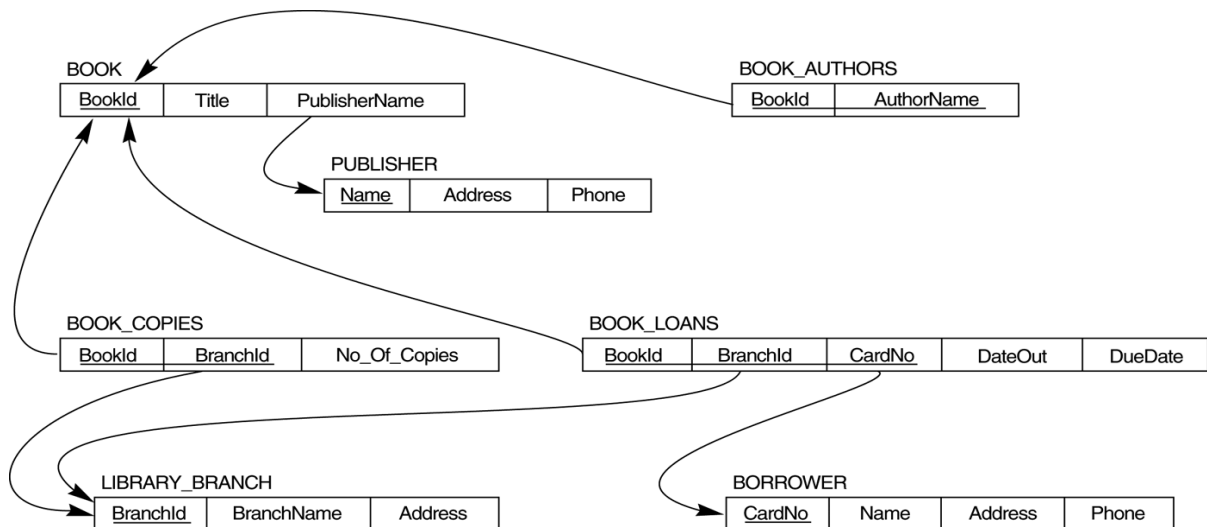 BOOK
BookId Title PublisherName
BOOK_AUTHORS
BookId AuthorName
PUBLISHER
Name Address Phone
BOOK_COPIES
BookId BranchId No_Of_Copies
BOOK_LOANS
BookId BranchId CardNo DateOut DueDate
LIBRARY_BRANCH
BranchId BranchName Address
BORROWER
CardNo Name Address Phone